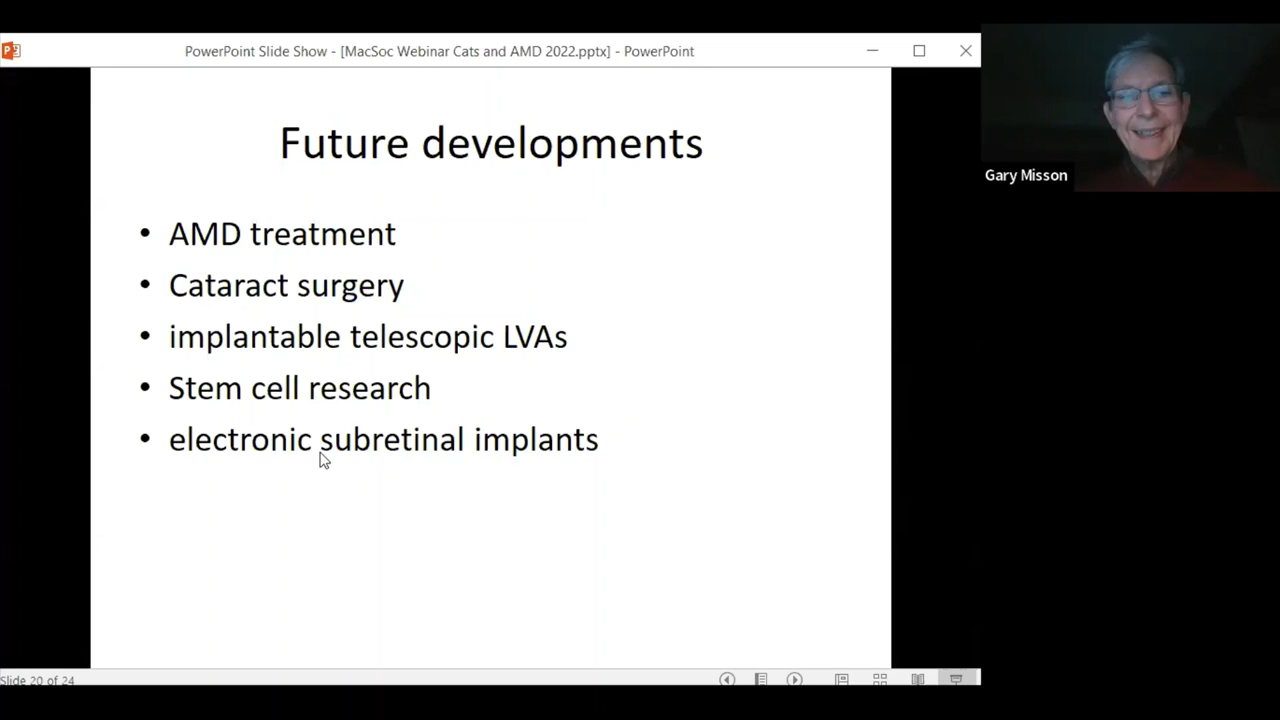 PowerPoint Slide Show - [MacSoc Webinar Cats and AMD 2022.pptx] - PowerPoint
Future developments
• AMD treatment
• Cataract surgery
• implantable telescopic LVAs
• Stem cell research
• electronic subretinal implants
Gary Misson
Slide 20 of 24